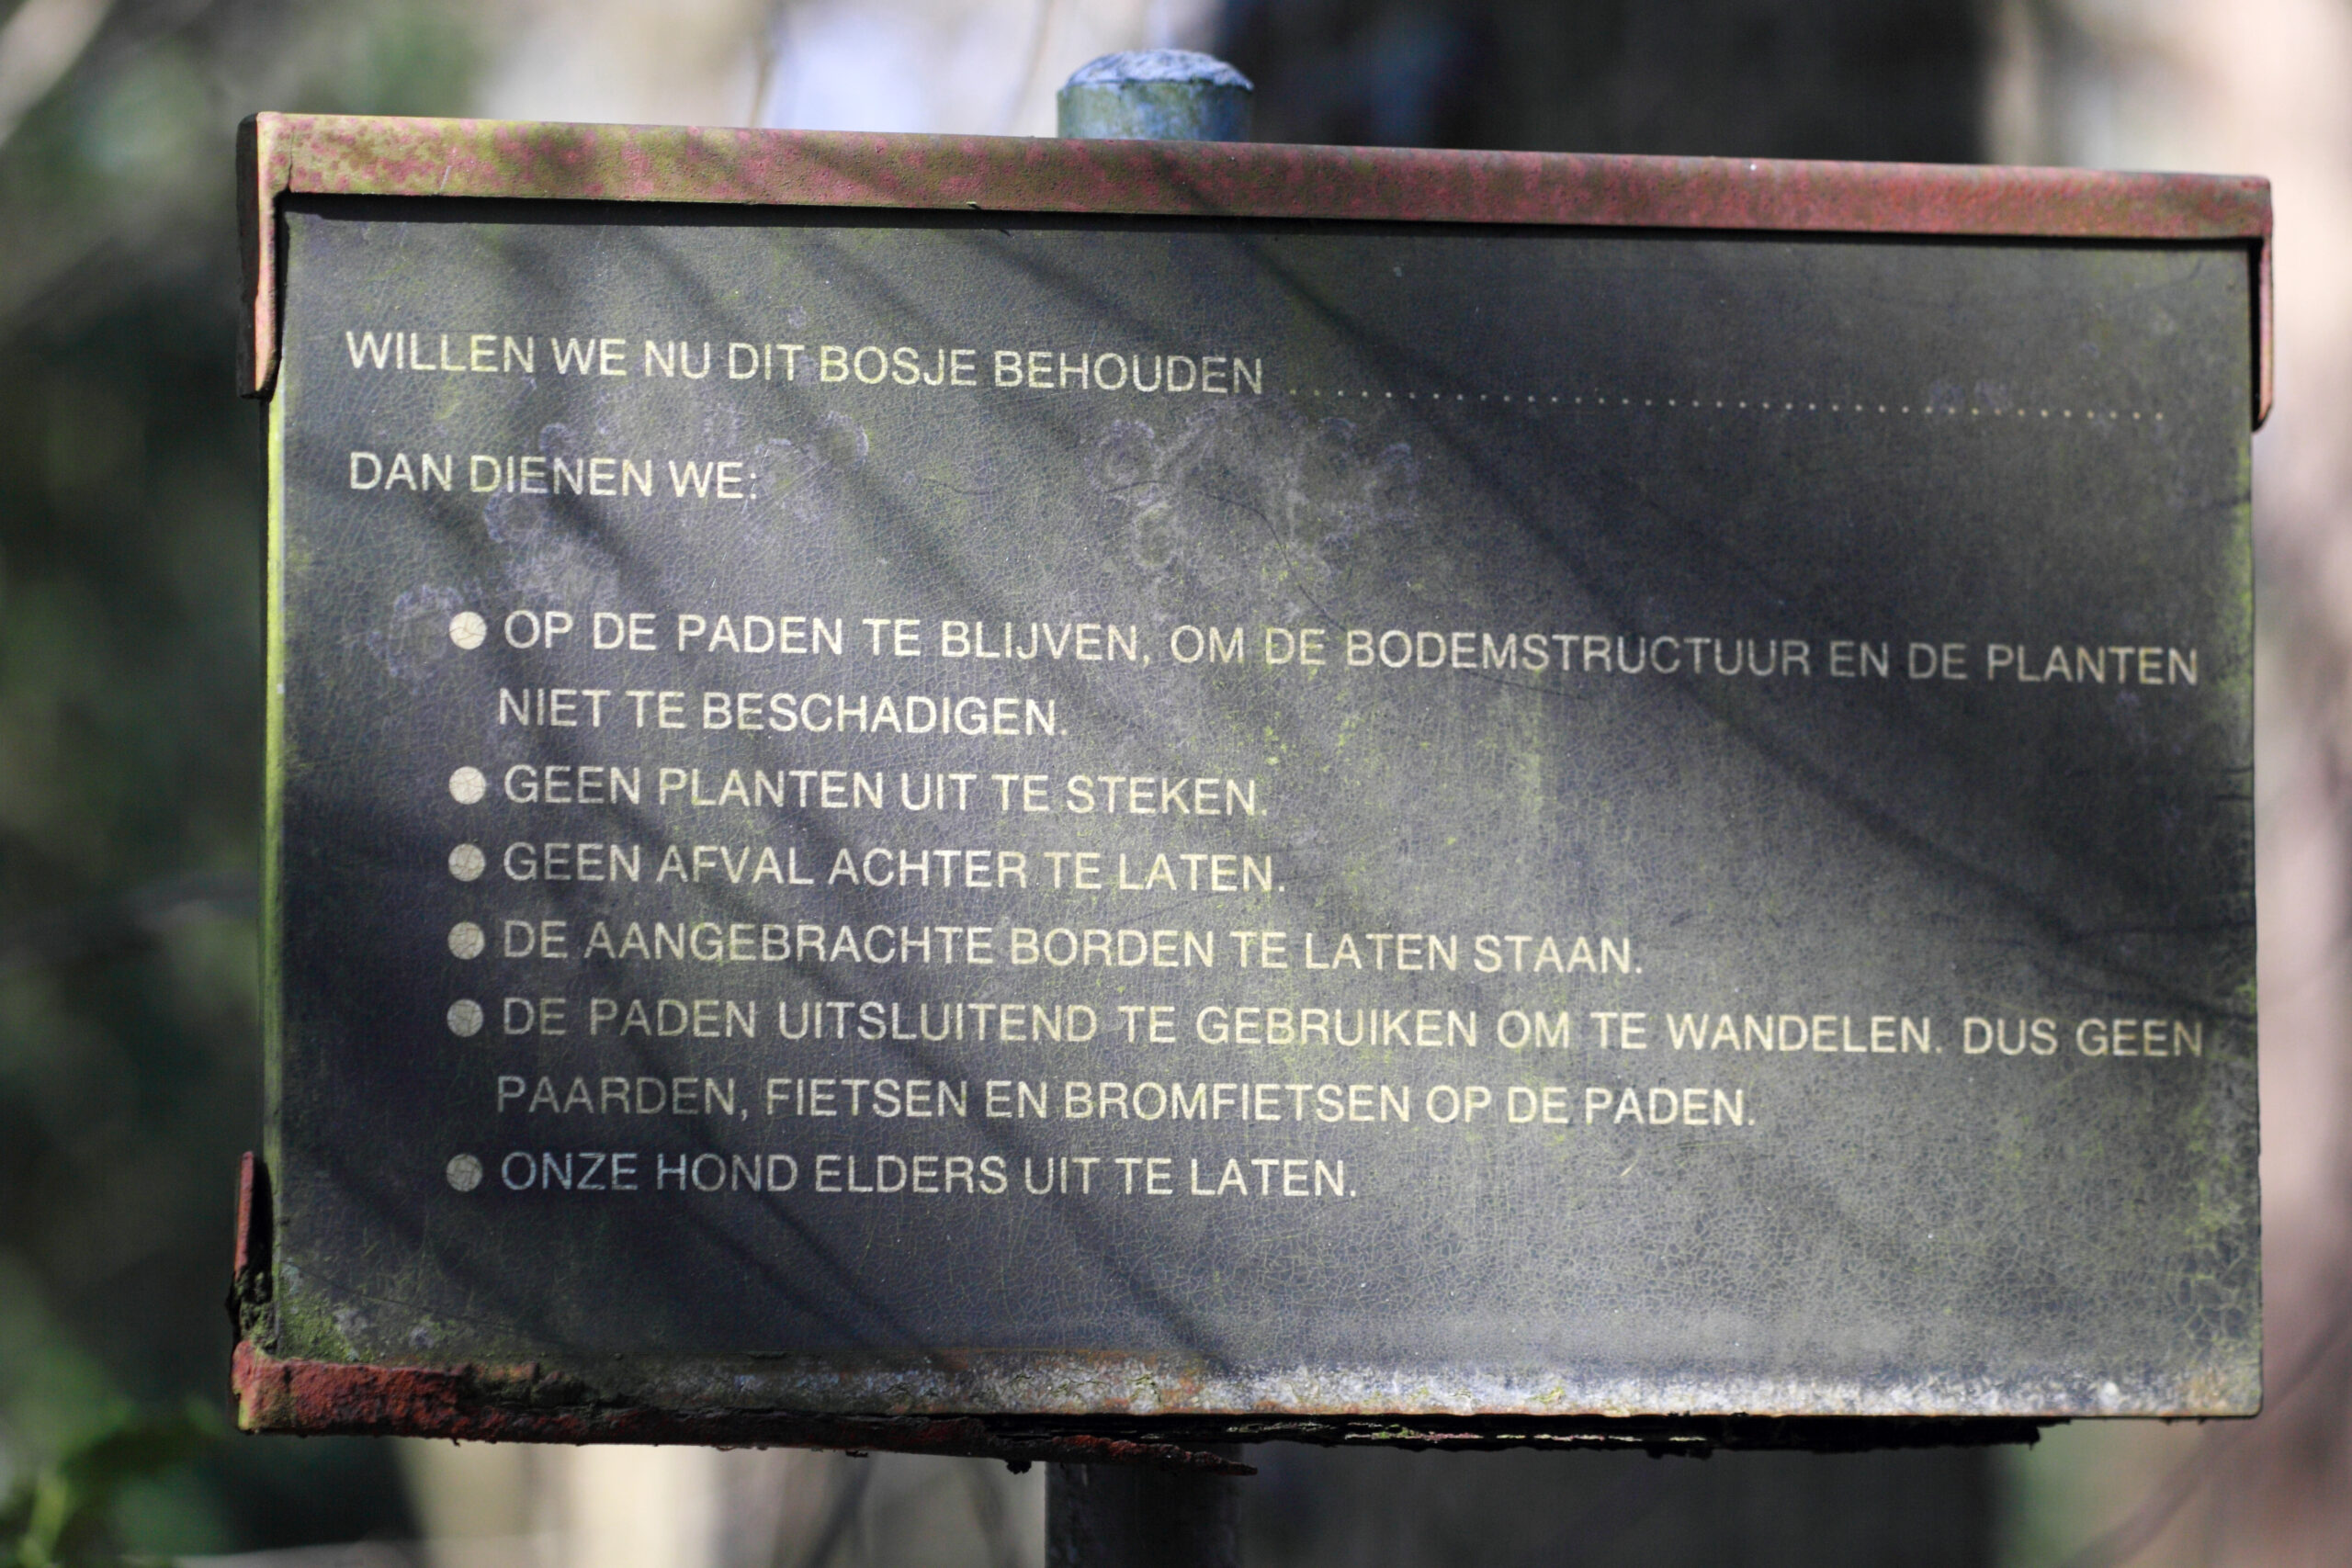 WILLEN WE NU DIT BOSJE BEHOUDEN ................................................
DAN DIENEN WE:
● OP DE PADEN TE BLIJVEN, OM DE BODEMSTRUCTUUR EN DE PLANTEN
NIET TE BESCHADIGEN.
● GEEN PLANTEN UIT TE STEKEN.
● GEEN AFVAL ACHTER TE LATEN.
● DE AANGEBRACHTE BORDEN TE LATEN STAAN.
● DE PADEN UITSLUITEND TE GEBRUIKEN OM TE WANDELEN. DUS GEEN
PAARDEN, FIETSEN EN BROMFIETSEN OP DE PADEN.
● ONZE HOND ELDERS UIT TE LATEN.